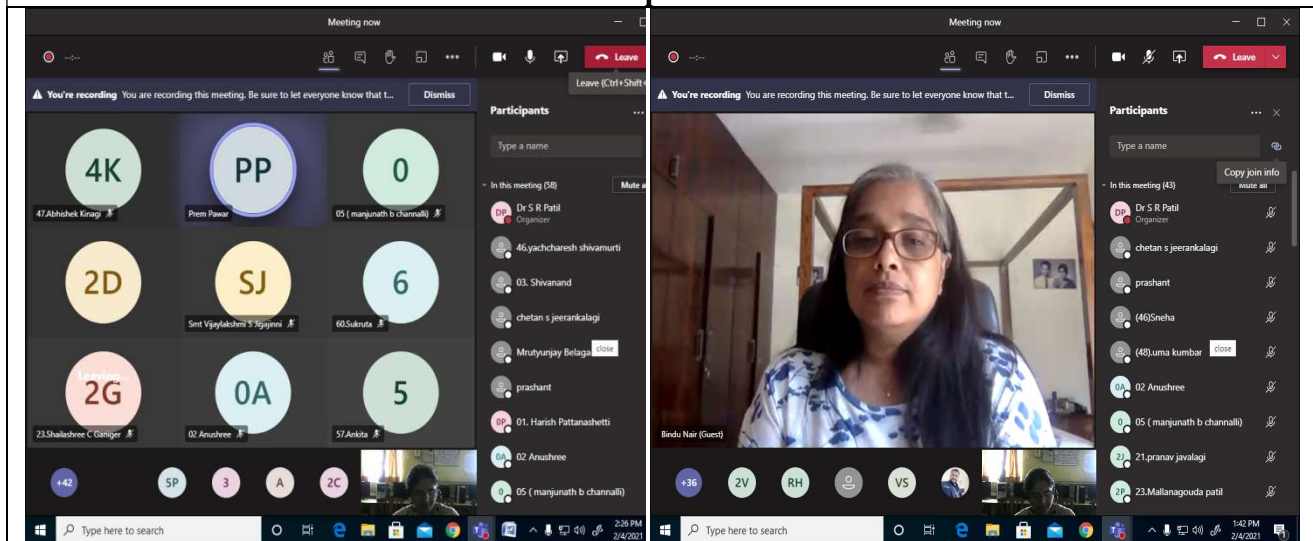 Meeting now
--:--
Leave
Leave (Ctrl+Shift+
You're recording You are recording this meeting. Be sure to let everyone know that t...
Dismiss
Participants
Type a name
In this meeting (58)
Mute a
4K
47.Abhishek Kinagi
PP
Prem Pawar
0
05 ( manjunath b channalli)
2D
SJ
Smt Vijaylakshmi S Jigajinni
6
60.Sukruta
Leaving...
2G
23.Shailashree C Ganiger
0A
02 Anushree
5
57.Ankita
DP
Dr S R Patil
Organizer
46.yachcharesh shivamurti
03. Shivanand
chetan s jeerankalagi
Mrutyunjay Belaga
close
prashant
0P
01. Harish Pattanashetti
0A
02 Anushree
0
05 ( manjunath b channalli)
+42
5P
3
A
2C
Type here to search
2:26 PM
2/4/2021
Meeting now
--:--
Leave
You're recording You are recording this meeting. Be sure to let everyone know that t...
Dismiss
Participants
Type a name
Copy join info
In this meeting (43)
Mute all
DP
Dr S R Patil
Organizer
chetan s jeerankalagi
prashant
(46)Sneha
(48).uma kumbar
close
0A
02 Anushree
0
05 ( manjunath b channalli)
2J
21.pranav javalagi
2P
23.Mallanagouda patil
Bindu Nair (Guest)
+36
2V
RH
VS
Type here to search
1:42 PM
2/4/2021